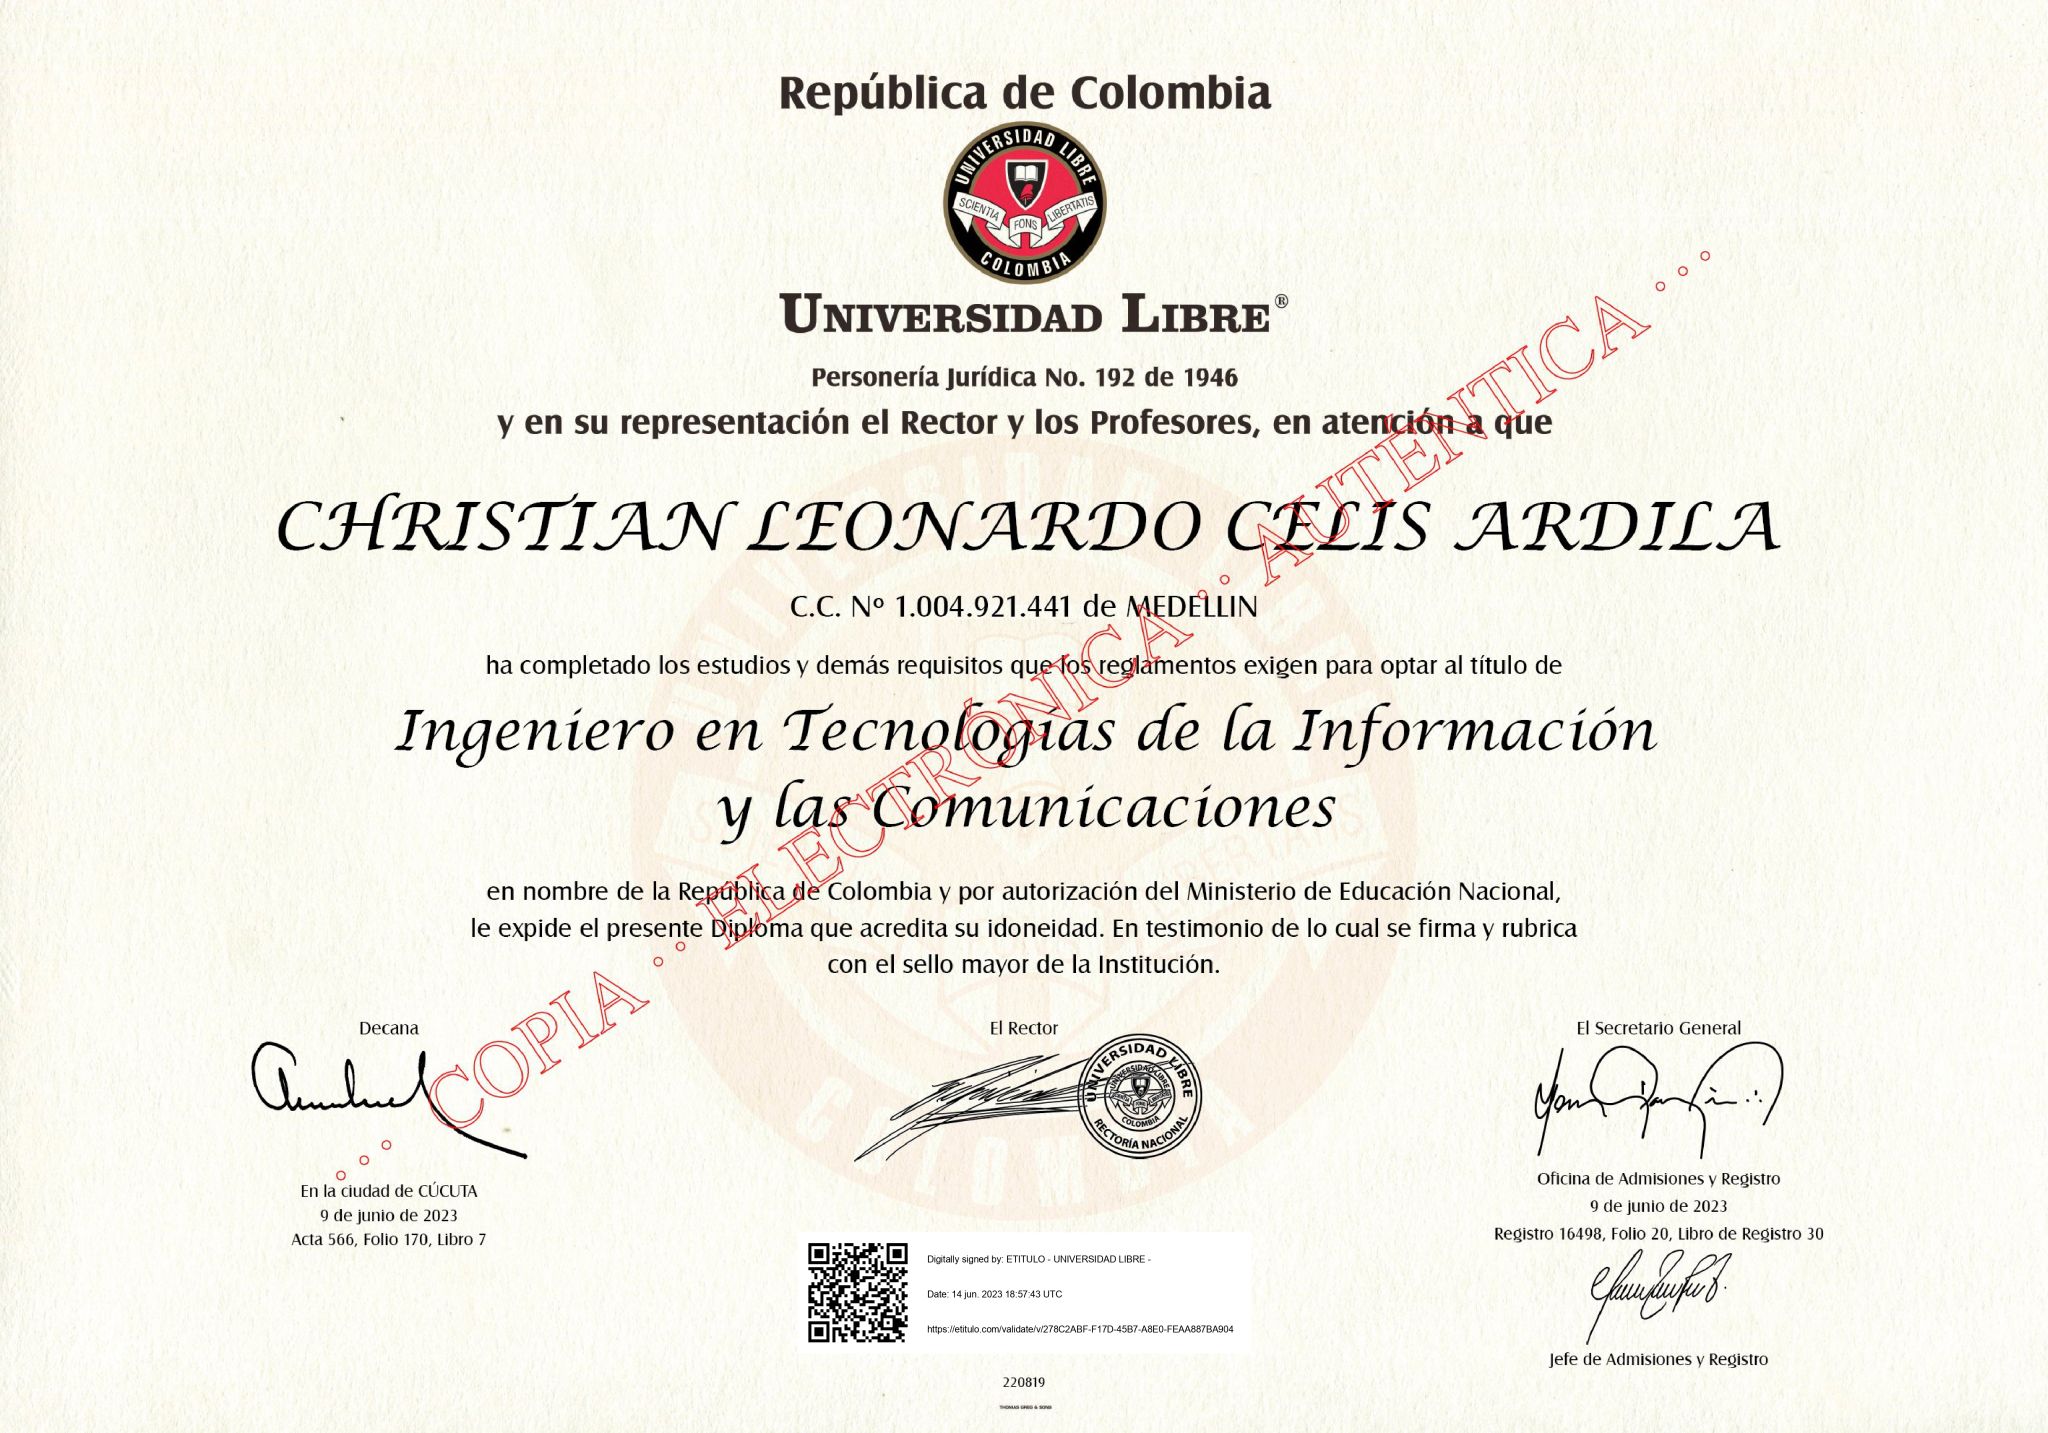 República de Colombia
UNIVERSIDAD LIBRE
SCIENTIA
FONS
LIBERTATIS
COLOMBIA
UNIVERSIDAD LIBRE®
Personería Jurídica No. 192 de 1946
y en su representación el Rector y los Profesores, en atención a que
CHRISTIAN LEONARDO CELIS ARDILA
C.C. Nº 1.004.921.441 de MEDELLIN
ha completado los estudios y demás requisitos que los reglamentos exigen para optar al título de
Ingeniero en Tecnologías de la Información
y las Comunicaciones
en nombre de la República de Colombia y por autorización del Ministerio de Educación Nacional,
le expide el presente Diploma que acredita su idoneidad. En testimonio de lo cual se firma y rubrica
con el sello mayor de la Institución.
... COPIA .. ELECTRÓNICA .. AUTÉNTICA ...
Decana
En la ciudad de CÚCUTA
9 de junio de 2023
Acta 566, Folio 170, Libro 7
El Rector
UNIVERSIDAD LIBRE
UNIVERSIDAD LIBRE
COLOMBIA
RECTORÍA NACIONAL
El Secretario General
Oficina de Admisiones y Registro
9 de junio de 2023
Registro 16498, Folio 20, Libro de Registro 30
Jefe de Admisiones y Registro
Digitally signed by: ETITULO - UNIVERSIDAD LIBRE -
Date: 14 jun. 2023 18:57:43 UTC
https://etitulo.com/validate/v/278C2ABF-F17D-45B7-A8E0-FEAA887BA904
220819
THOMAS GREG & SONS